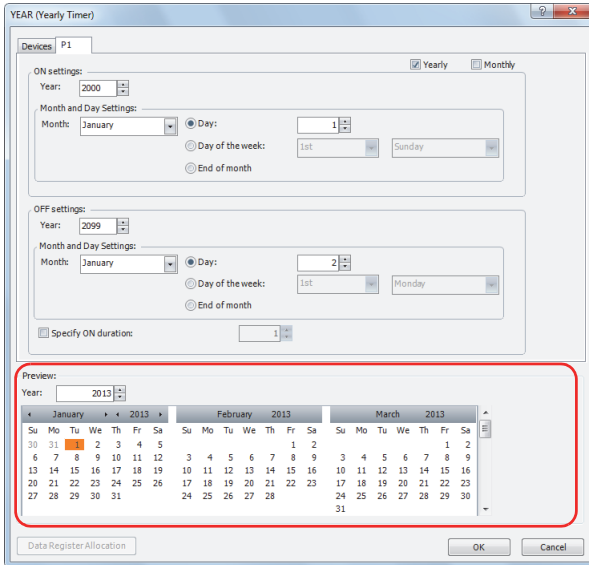 YEAR (Yearly Timer)
Devices P1
Yearly Monthly
ON settings:
Year: 2000
Month and Day Settings:
Month: January Day: 1
Day of the week: 1st Sunday
End of month
OFF settings:
Year: 2099
Month and Day Settings:
Month: January Day: 2
Day of the week: 1st Monday
End of month
Specify ON duration: 1
Preview:
Year: 2013
January 2013 February 2013 March 2013
Su Mo Tu We Th Fr Sa Su Mo Tu We Th Fr Sa Su Mo Tu We Th Fr Sa
30 31 1 2 3 4 5 1 2 1 2
6 7 8 9 10 11 12 3 4 5 6 7 8 9 3 4 5 6 7 8 9
13 14 15 16 17 18 19 10 11 12 13 14 15 16 10 11 12 13 14 15 16
20 21 22 23 24 25 26 17 18 19 20 21 22 23 17 18 19 20 21 22 23
27 28 29 30 31 24 25 26 27 28 24 25 26 27 28 29 30
31
Data Register Allocation OK Cancel